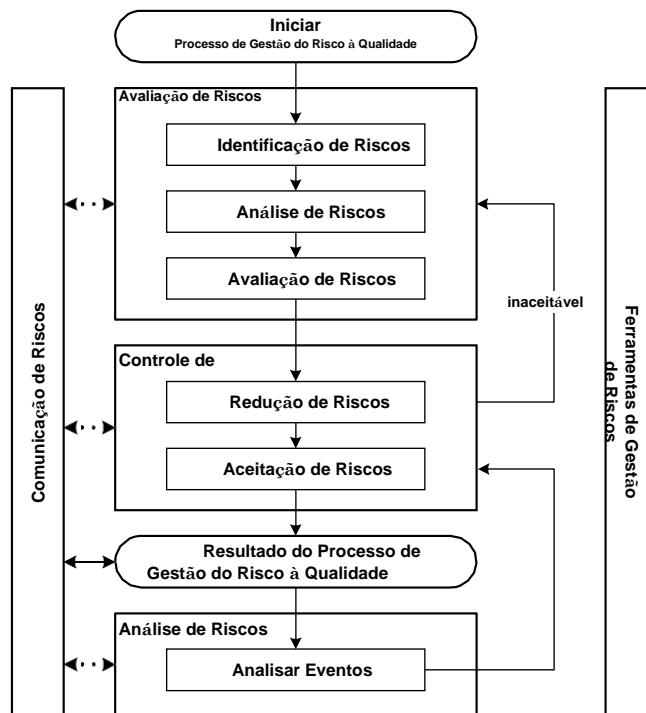 Iniciar
Processo de Gestão do Risco à Qualidade
Avaliação de Riscos
Identificação de Riscos
Análise de Riscos
Avaliação de Riscos
inaceitável
Controle de
Redução de Riscos
Aceitação de Riscos
Resultado do Processo de
Gestão do Risco à Qualidade
Análise de Riscos
Analisar Eventos
Comunicação de Riscos
Ferramentas de Gestão
de Riscos